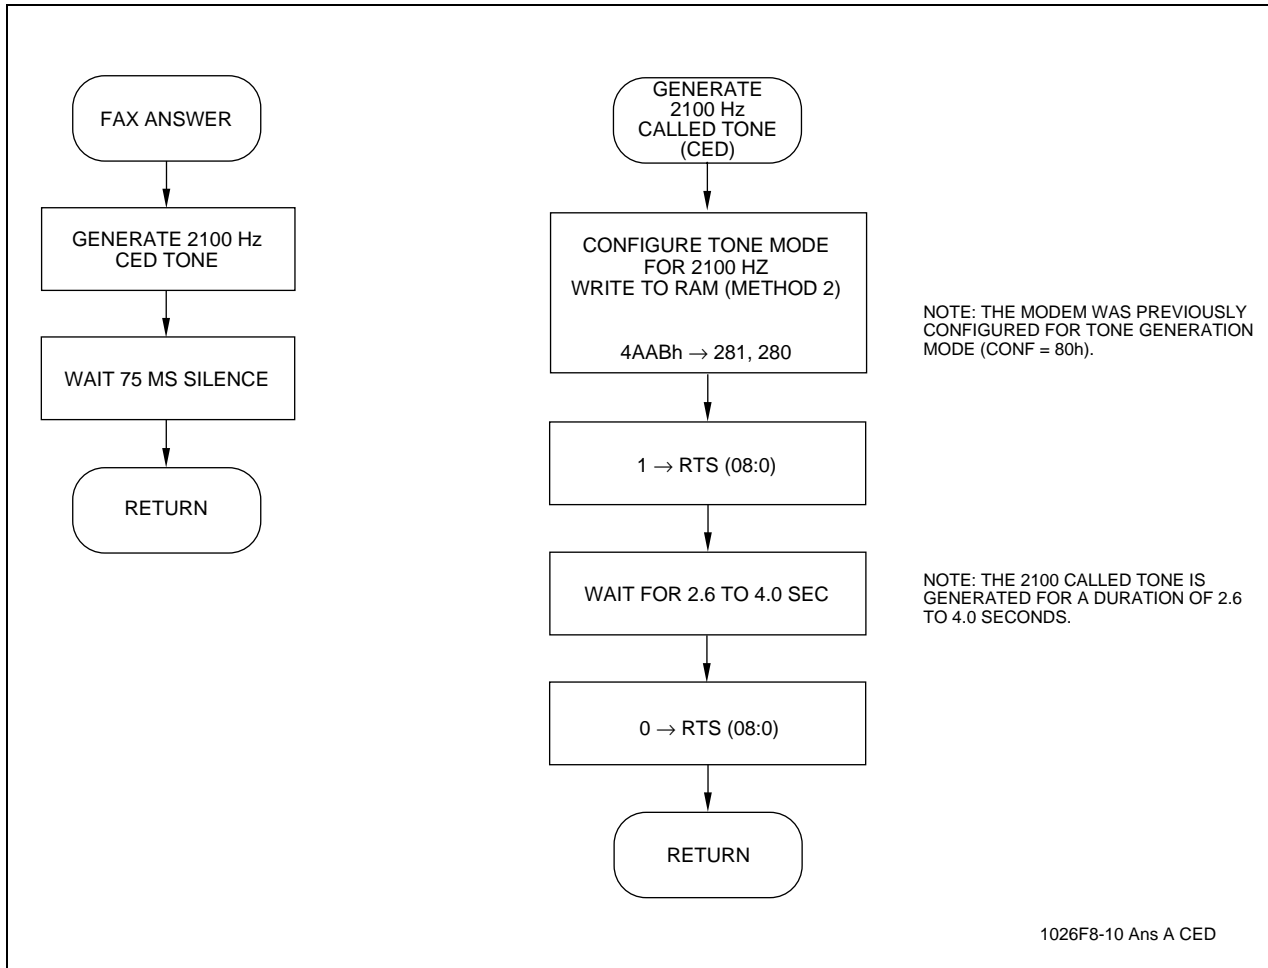 FAX ANSWER
GENERATE 2100 Hz
CED TONE
WAIT 75 MS SILENCE
RETURN
GENERATE
2100 Hz
CALLED TONE
(CED)
CONFIGURE TONE MODE
FOR 2100 HZ
WRITE TO RAM (METHOD 2)
4AABh → 281, 280
1 → RTS (08:0)
WAIT FOR 2.6 TO 4.0 SEC
0 → RTS (08:0)
RETURN
NOTE: THE MODEM WAS PREVIOUSLY
CONFIGURED FOR TONE GENERATION
MODE (CONF = 80h).
NOTE: THE 2100 CALLED TONE IS
GENERATED FOR A DURATION OF 2.6
TO 4.0 SECONDS.
1026F8-10 Ans A CED